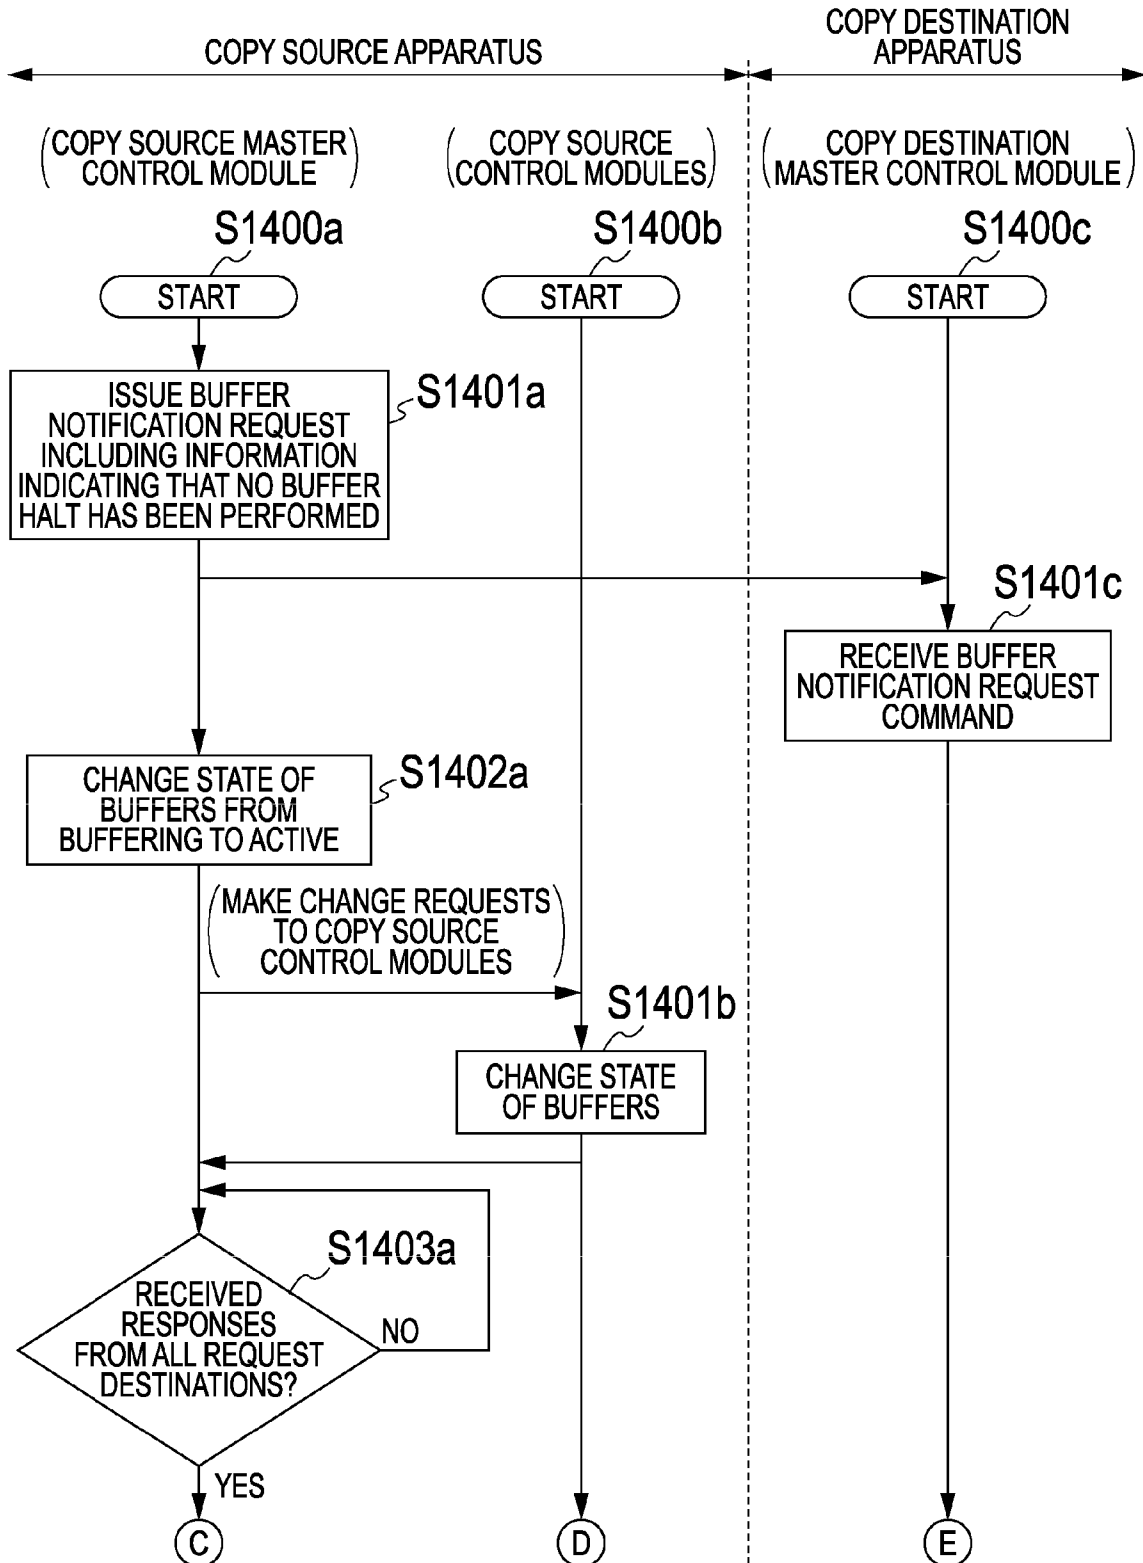 COPY SOURCE APPARATUS
COPY DESTINATION
APPARATUS
(COPY SOURCE MASTER
CONTROL MODULE)
(COPY SOURCE
CONTROL MODULES)
(COPY DESTINATION
MASTER CONTROL MODULE)
S1400a
S1400b
S1400c
START
START
START
ISSUE BUFFER
NOTIFICATION REQUEST
INCLUDING INFORMATION
INDICATING THAT NO BUFFER
HALT HAS BEEN PERFORMED
S1401a
S1401c
RECEIVE BUFFER
NOTIFICATION REQUEST
COMMAND
CHANGE STATE OF
BUFFERS FROM
BUFFERING TO ACTIVE
S1402a
(MAKE CHANGE REQUESTS
TO COPY SOURCE
CONTROL MODULES)
S1401b
CHANGE STATE
OF BUFFERS
S1403a
RECEIVED
RESPONSES
FROM ALL REQUEST
DESTINATIONS?
NO
YES
C
D
E